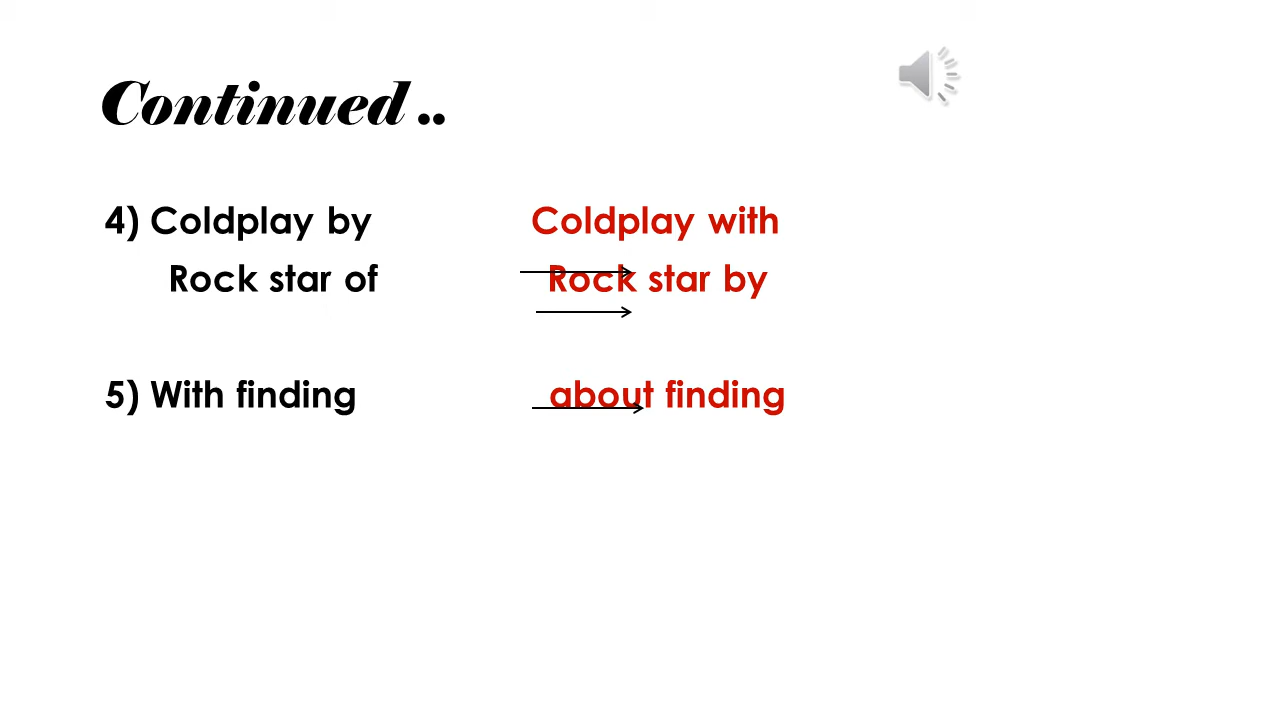 Continued ..
4) Coldplay by Coldplay with
Rock star of Rock star by
5) With finding about finding